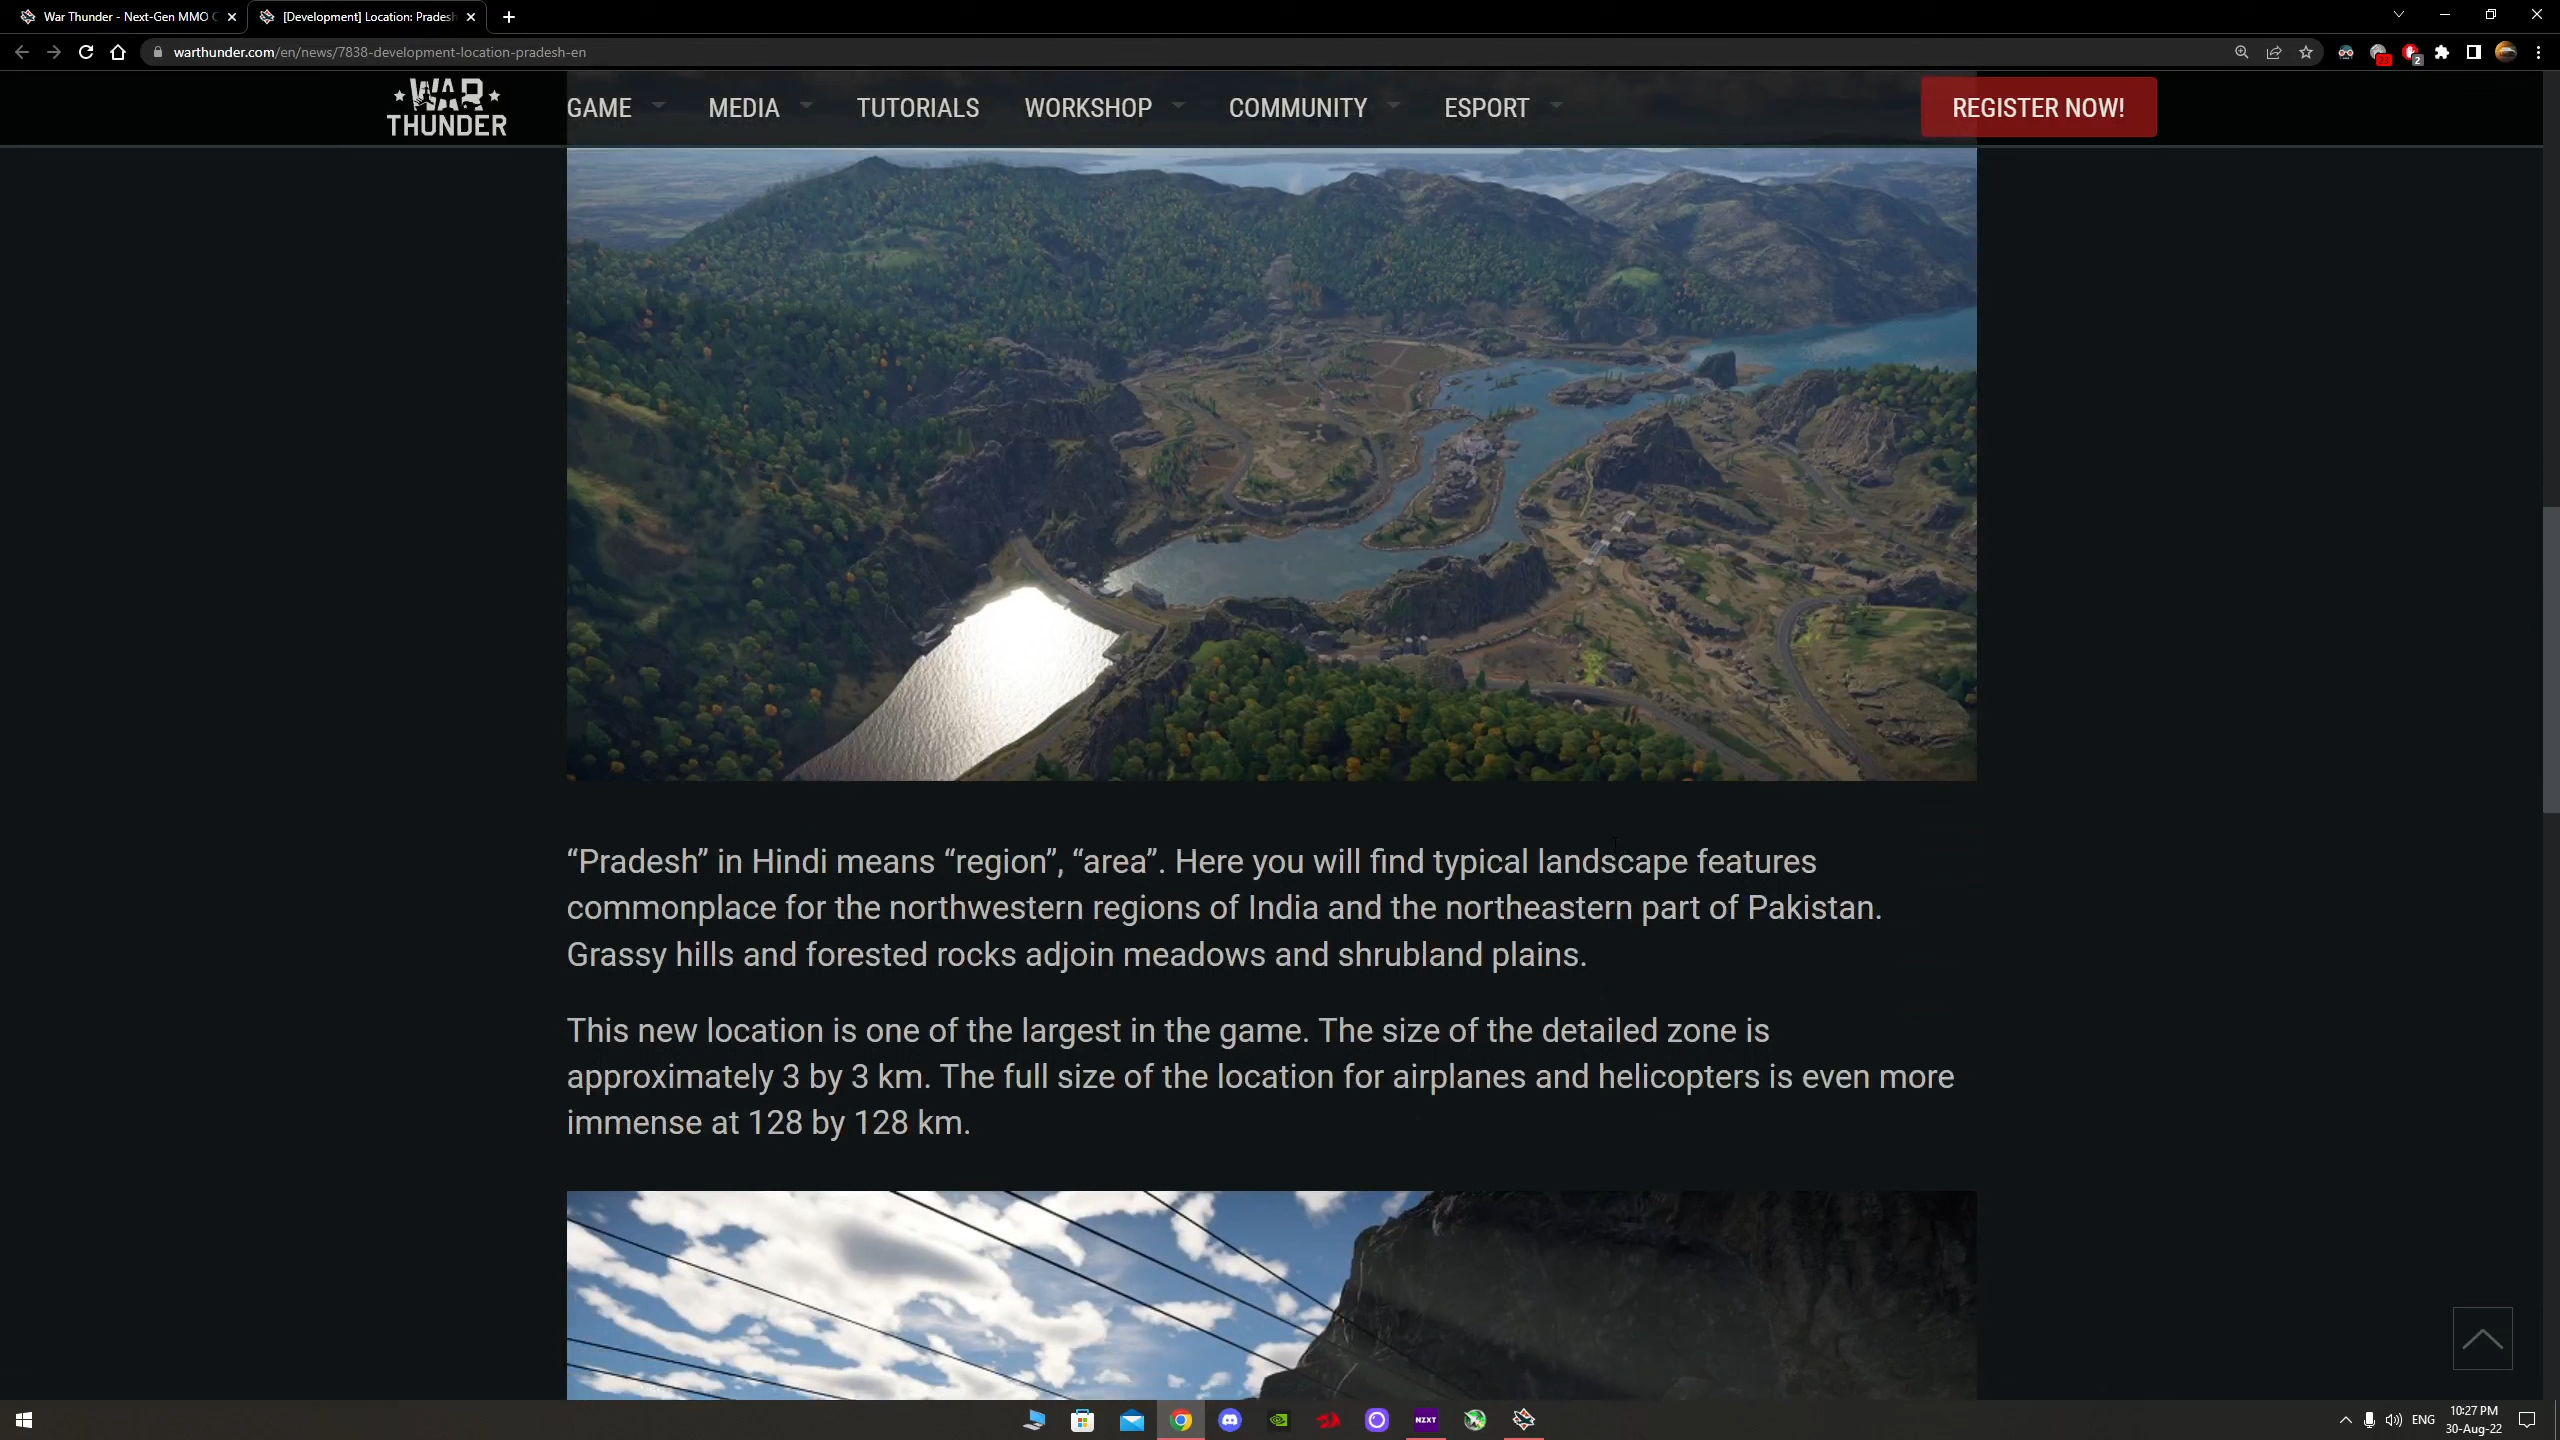 War Thunder - Next-Gen MMO C
[Development] Location: Pradesh
warthunder.com/en/news/7838-development-location-pradesh-en
23
2
WAR THUNDER
GAME
MEDIA
TUTORIALS
WORKSHOP
COMMUNITY
ESPORT
REGISTER NOW!
“Pradesh” in Hindi means “region”, “area”. Here you will find typical landscape features
commonplace for the northwestern regions of India and the northeastern part of Pakistan.
Grassy hills and forested rocks adjoin meadows and shrubland plains.
This new location is one of the largest in the game. The size of the detailed zone is
approximately 3 by 3 km. The full size of the location for airplanes and helicopters is even more
immense at 128 by 128 km.
NZXT
ENG
10:27 PM
30-Aug-22